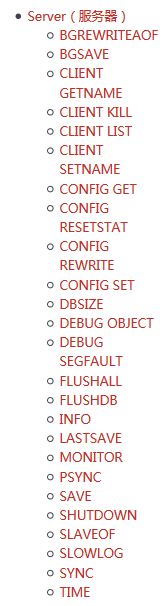 Server（服务器）
BGREWRITEAOF
BGSAVE
CLIENT
GETNAME
CLIENT KILL
CLIENT LIST
CLIENT
SETNAME
CONFIG GET
CONFIG
RESETSTAT
CONFIG
REWRITE
CONFIG SET
DBSIZE
DEBUG OBJECT
DEBUG
SEGFAULT
FLUSHALL
FLUSHDB
INFO
LASTSAVE
MONITOR
PSYNC
SAVE
SHUTDOWN
SLAVEOF
SLOWLOG
SYNC
TIME